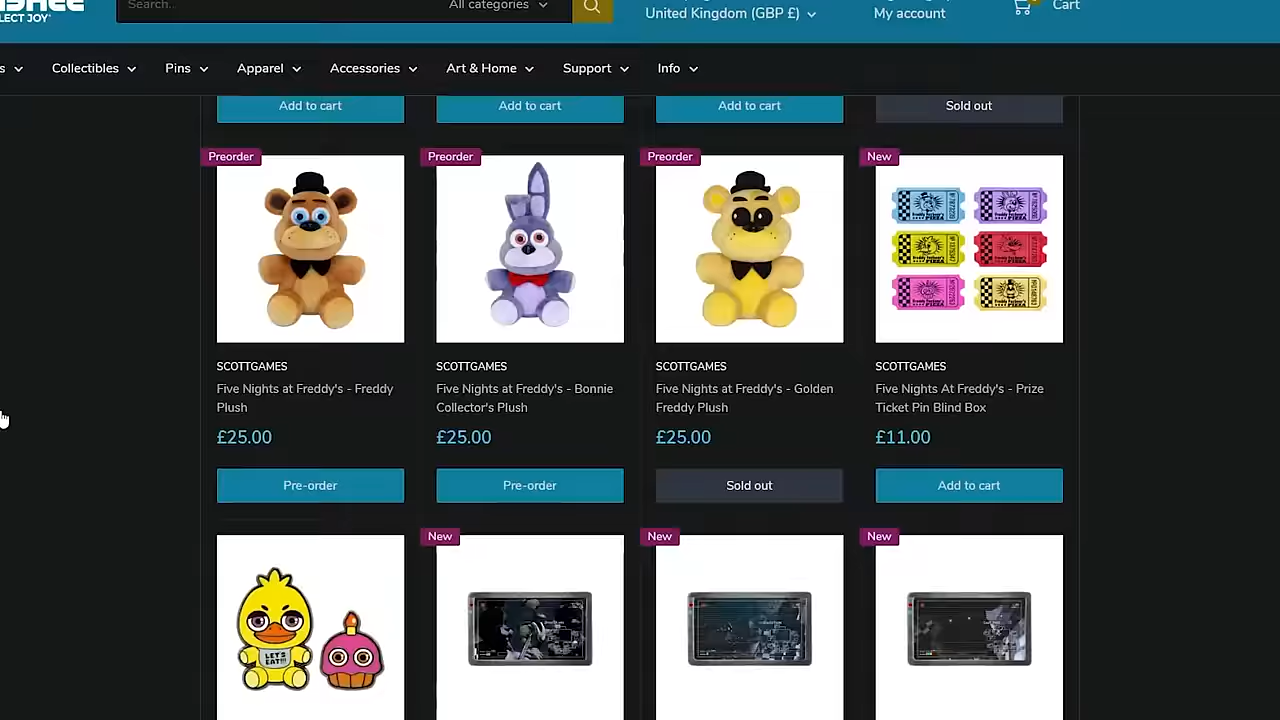 LECT JOY
Search...
All categories
United Kingdom (GBP £)
My account
Cart
s
Collectibles
Pins
Apparel
Accessories
Art & Home
Support
Info
Add to cart
Add to cart
Add to cart
Sold out
Preorder
Preorder
Preorder
New
SCOTTGAMES
Five Nights at Freddy's - Freddy
Plush
£25.00
Pre-order
SCOTTGAMES
Five Nights at Freddy's - Bonnie
Collector's Plush
£25.00
Pre-order
SCOTTGAMES
Five Nights at Freddy's - Golden
Freddy Plush
£25.00
Sold out
SCOTTGAMES
Five Nights At Freddy's - Prize
Ticket Pin Blind Box
£11.00
Add to cart
New
New
New
LET'S
EAT!!!